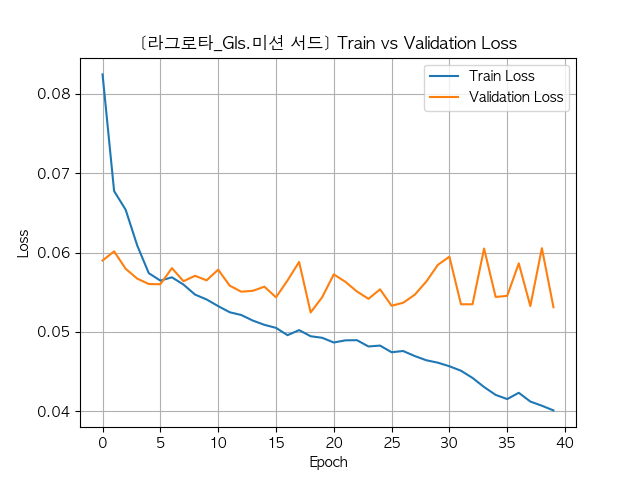 [라그로타_Gls.미션 서드] Train vs Validation Loss
Train Loss
Validation Loss
Loss
0.08
0.07
0.06
0.05
0.04
0 5 10 15 20 25 30 35 40
Epoch